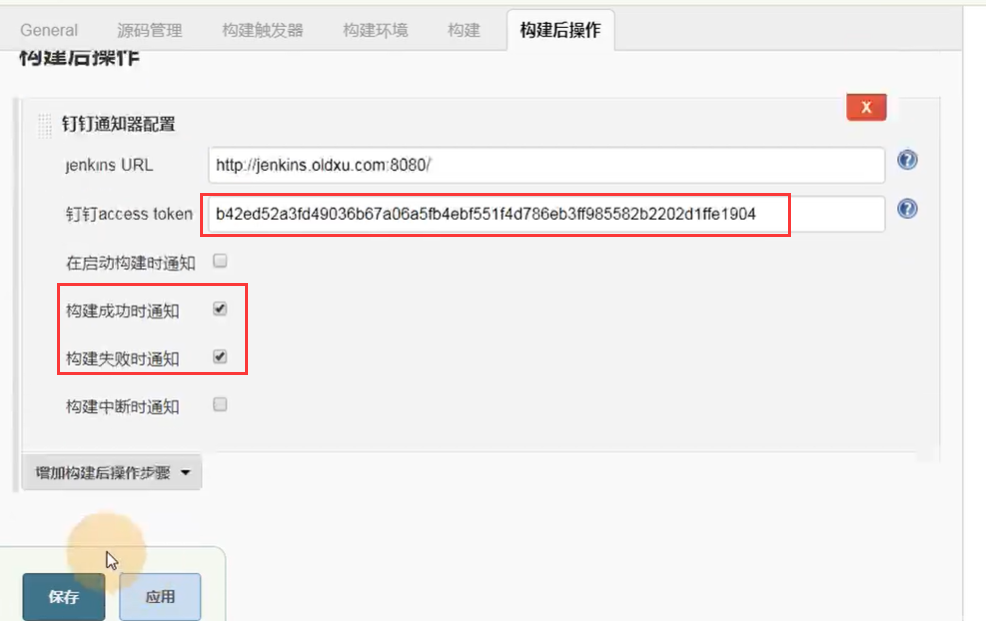 General 源码管理 构建触发器 构建环境 构建 构建后操作
构建后操作
X
钉钉通知器配置
jenkins URL http://jenkins.oldxu.com:8080/
钉钉access token b42ed52a3fd49036b67a06a5fb4ebf551f4d786eb3ff985582b2202d1ffe1904
在启动构建时通知
构建成功时通知
构建失败时通知
构建中断时通知
增加构建后操作步骤
保存 应用